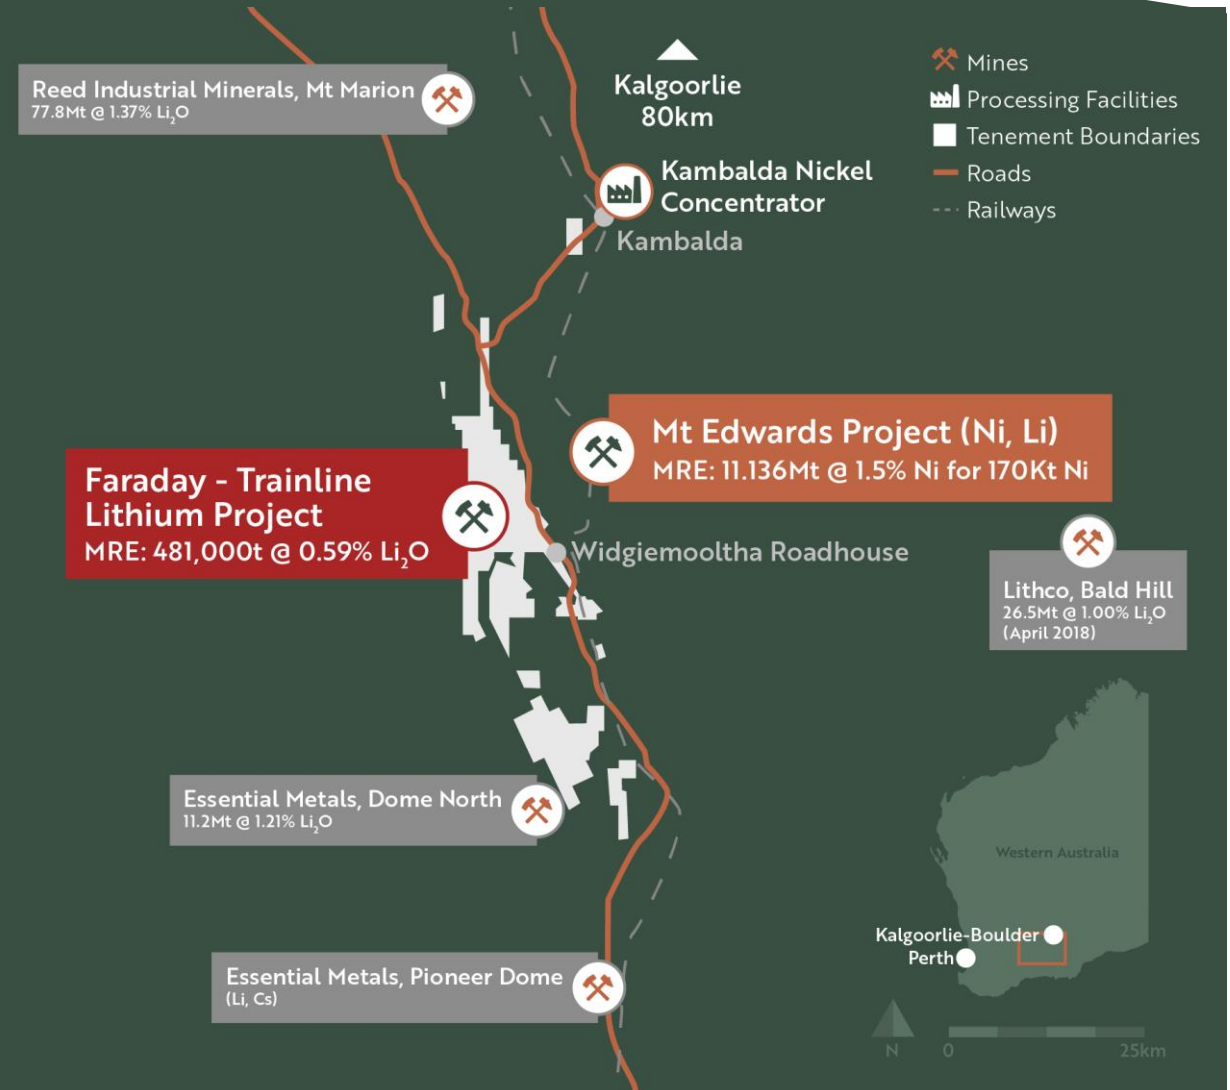 Reed Industrial Minerals, Mt Marion
77.8Mt @ 1.37% Li₂O
Kalgoorlie
80km
Mines
Processing Facilities
Tenement Boundaries
Roads
Railways
Kambalda Nickel
Concentrator
Kambalda
Mt Edwards Project (Ni, Li)
MRE: 11.136Mt @ 1.5% Ni for 170Kt Ni
Faraday - Trainline
Lithium Project
MRE: 481,000t @ 0.59% Li₂O
Widgiemooltha Roadhouse
Lithco, Bald Hill
26.5Mt @ 1.00% Li₂O
(April 2018)
Essential Metals, Dome North
11.2Mt @ 1.21% Li₂O
Western Australia
Kalgoorlie-Boulder
Perth
Essential Metals, Pioneer Dome
(Li, Cs)
N
0
25km